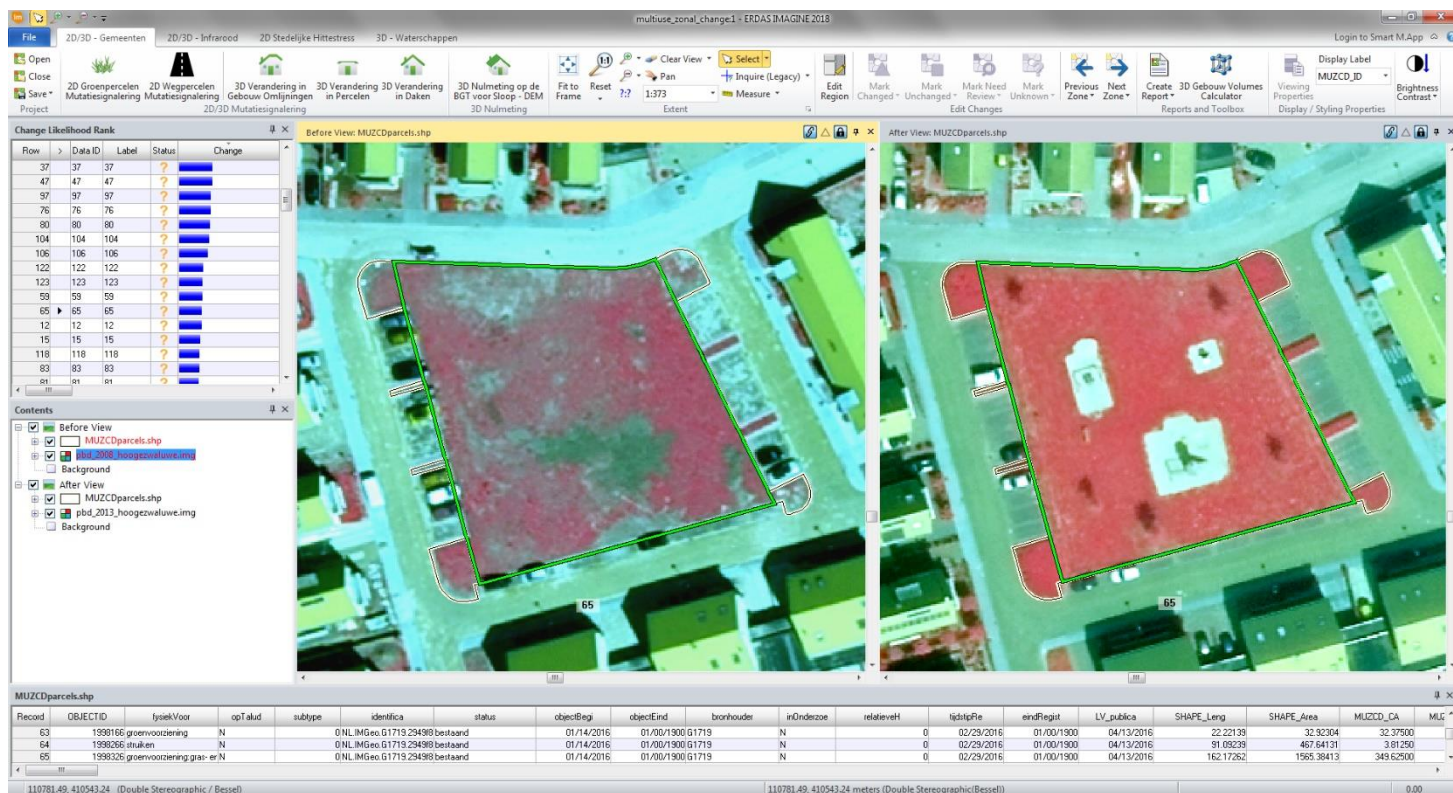 multiuse_zonal_change:1 - ERDAS IMAGINE 2018
File 2D/3D - Gemeenten 2D/3D - Infrarood 2D Stedelijke Hittestress 3D - Waterschappen Login to Smart M.App
Open
Close
Save
Project
2D Groenpercelen Mutatiesignalering
2D Wegpercelen Mutatiesignalering
3D Verandering in Gebouw Omlijningen
3D Verandering in Percelen
3D Verandering in Daken
2D/3D Mutatiesignalering
3D Nulmeting op de BGT voor Sloop - DEM
3D Nulmeting
Fit to Frame
Reset
Clear View
Pan
1:373
Select
Inquire (Legacy)
Measure
Extent
Edit Region
Mark Changed
Mark Unchanged
Mark Need Review
Mark Unknown
Previous Zone
Next Zone
Edit Changes
Create Report
3D Gebouw Volumes Calculator
Reports and Toolbox
Viewing Properties
Display Label
MUZCD_ID
Brightness Contrast
Display / Styling Properties
Change Likelihood Rank
Row > Data ID Label Status Change
37 37 37 ?
47 47 47 ?
97 97 97 ?
76 76 76 ?
80 80 80 ?
104 104 104 ?
106 106 106 ?
122 122 122 ?
123 123 123 ?
59 59 59 ?
65 65 65 ?
12 12 12 ?
15 15 15 ?
118 118 118 ?
83 83 83 ?
81 81 81
Contents
Before View
MUZCDparcels.shp
pbd_2008_hoogezwaluwe.img
Background
After View
MUZCDparcels.shp
pbd_2013_hoogezwaluwe.img
Background
Before View: MUZCDparcels.shp
65
After View: MUZCDparcels.shp
65
MUZCDparcels.shp
Record OBJECTID fysiekVoor opTalud subtype identifica status objectBegi objectEind bronhouder inOnderzoe relatieveH tijdstipRe eindRegist LV_publica SHAPE_Leng SHAPE_Area MUZCD_CA
63 1998166 groenvoorziening N 0 NL.IMGeo.G1719.2949f8 bestaand 01/14/2016 01/00/1900 G1719 N 0 02/29/2016 01/00/1900 04/13/2016 22.22139 32.92304 32.37500
64 1998266 struiken N 0 NL.IMGeo.G1719.2949f8 bestaand 01/14/2016 01/00/1900 G1719 N 0 02/29/2016 01/00/1900 04/13/2016 91.09239 467.64131 3.81250
65 1998326 groenvoorziening:gras- er N 0 NL.IMGeo.G1719.2949f8 bestaand 01/14/2016 01/00/1900 G1719 N 0 02/29/2016 01/00/1900 04/13/2016 162.17262 1565.38413 349.62500
110781.49, 410543.24 (Double Stereographic / Bessel) 110781.49, 410543.24 meters (Double Stereographic(Bessel)) 0.00